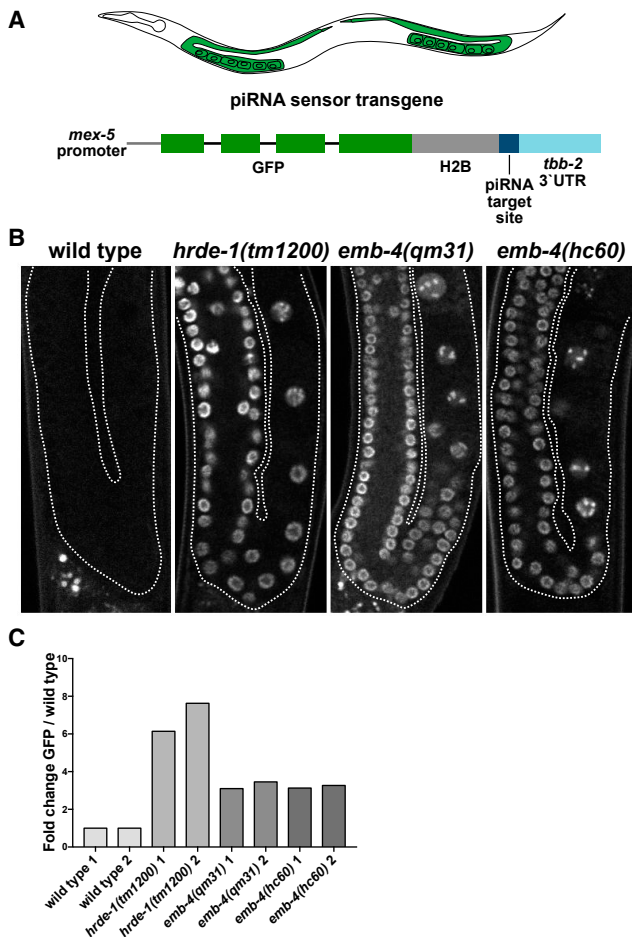 A
piRNA sensor transgene
mex-5
promoter
GFP
H2B
piRNA
target
site
tbb-2
3`UTR
B
wild type
hrde-1(tm1200)
emb-4(qm31)
emb-4(hc60)
C
Fold change GFP / wild type
10
8
6
4
2
0
wild type 1
wild type 2
hrde-1(tm1200) 1
hrde-1(tm1200) 2
emb-4(qm31) 1
emb-4(qm31) 2
emb-4(hc60) 1
emb-4(hc60) 2